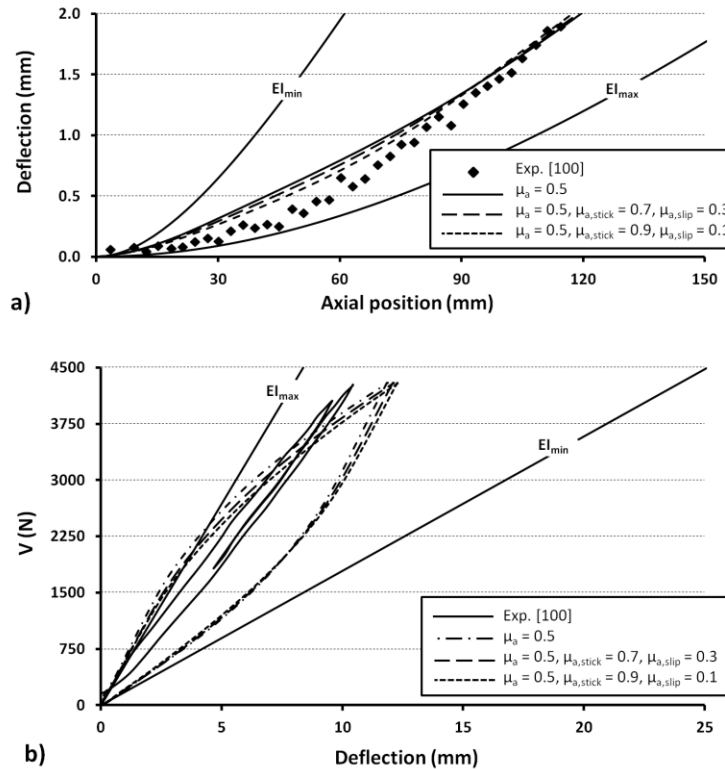 2.0
1.5
1.0
0.5
0.0
Deflection (mm)
EI_min
EI_max
Exp. [100]
μ_a = 0.5
μ_a = 0.5, μ_a,stick = 0.7, μ_a,slip = 0.3
μ_a = 0.5, μ_a,stick = 0.9, μ_a,slip = 0.1
0 30 60 90 120 150
Axial position (mm)
a)
4500
3750
3000
2250
1500
750
0
V (N)
EI_max
EI_min
Exp. [100]
μ_a = 0.5
μ_a = 0.5, μ_a,stick = 0.7, μ_a,slip = 0.3
μ_a = 0.5, μ_a,stick = 0.9, μ_a,slip = 0.1
0 5 10 15 20 25
Deflection (mm)
b)